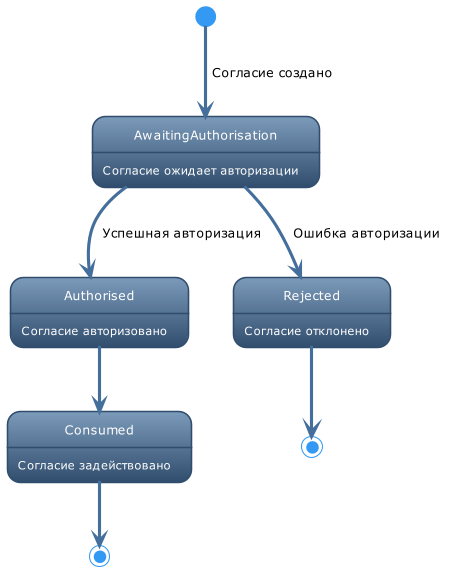 Согласие создано
AwaitingAuthorisation
Согласие ожидает авторизации
Успешная авторизация
Ошибка авторизации
Authorised
Согласие авторизовано
Rejected
Согласие отклонено
Consumed
Согласие задействовано